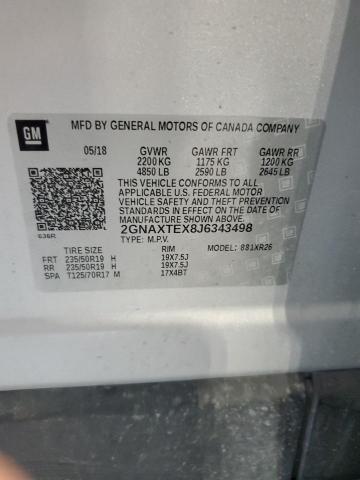 GM MFD BY GENERAL MOTORS OF CANADA COMPANY
05/18 GVWR GAWR FRT GAWR RR
2200 KG 1175 KG 1200 KG
4850 LB 2590 LB 2645 LB
THIS VEHICLE CONFORMS TO ALL
APPLICABLE U.S. FEDERAL MOTOR
VEHICLE SAFETY AND THEFT
PREVENTION STANDARDS IN EFFECT
ON THE DATE OF MANUFACTURE
SHOWN ABOVE.
2GNAXTEX8J6343498
TYPE: M.P.V. MODEL: 881XR26
TIRE SIZE RIM
FRT 235/50R19 H 19X7.5J
RR 235/50R19 H 19X7.5J
SPA T125/70R17 M 17X4BT